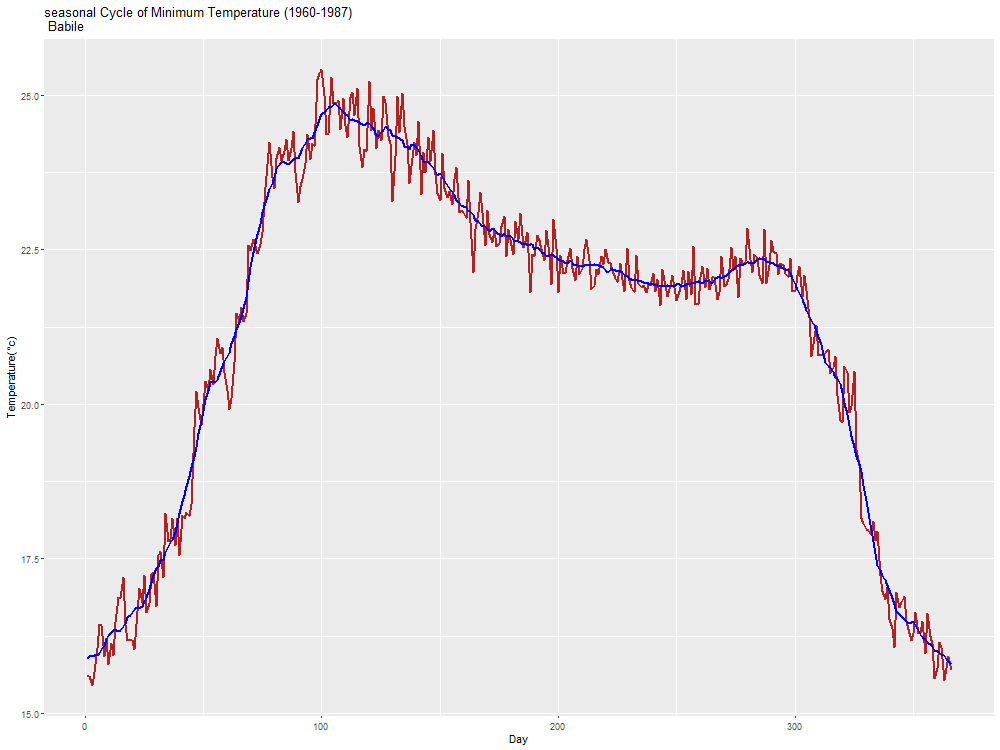 seasonal Cycle of Minimum Temperature (1960-1987)
Babile
25.0
22.5
20.0
17.5
15.0
Temperature(°c)
0
100
200
300
Day